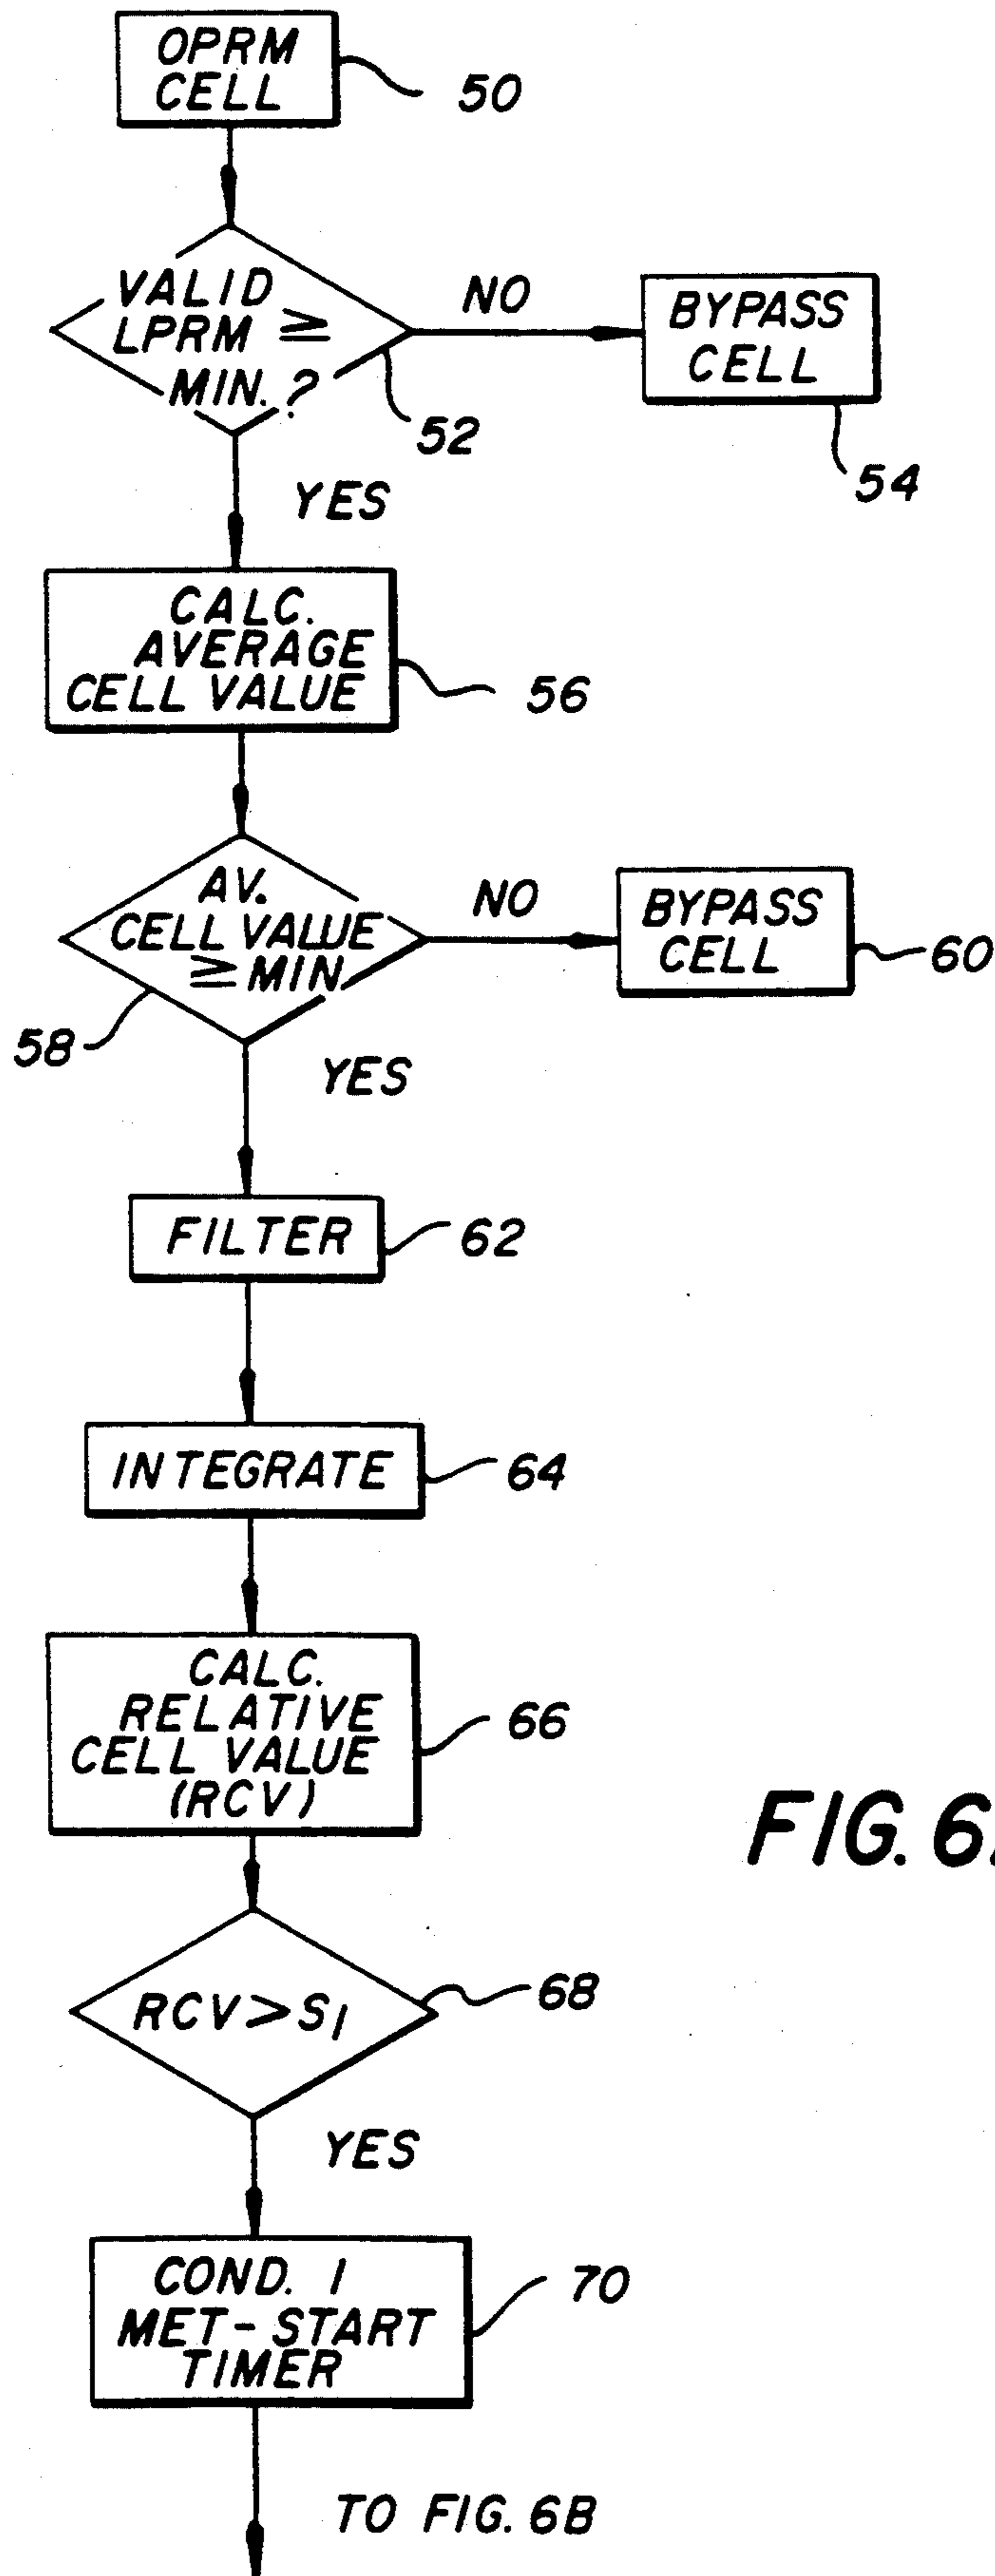 OPRM
CELL
50
VALID
LPRM ≥
MIN.?
NO
BYPASS
CELL
52
54
YES
CALC.
AVERAGE
CELL VALUE
56
AV.
CELL VALUE
≥ MIN
NO
BYPASS
CELL
60
58
YES
FILTER
62
INTEGRATE
64
CALC.
RELATIVE
CELL VALUE
(RCV)
66
FIG. 6
RCV > S1
68
YES
COND. 1
MET-START
TIMER
70
TO FIG. 6B